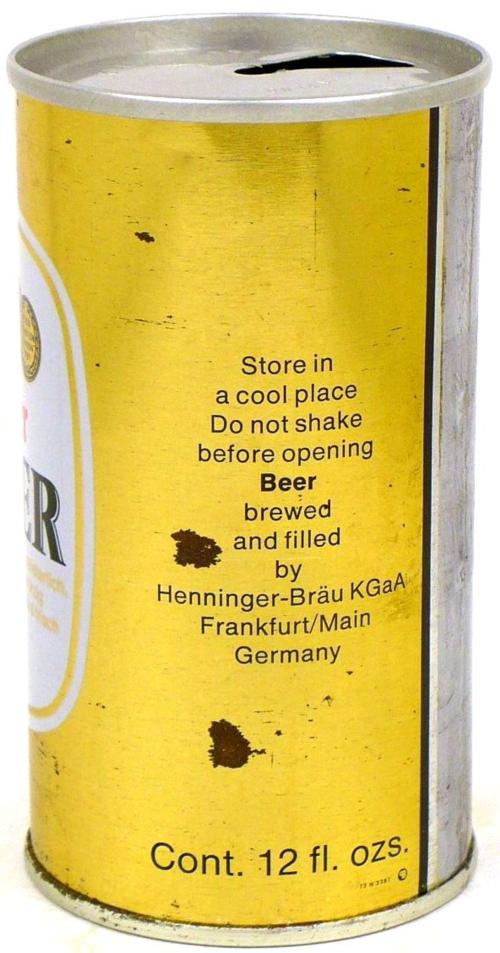 Store in
a cool place
Do not shake
before opening
Beer
brewed
and filled
by
Henninger-Bräu KGaA
Frankfurt/Main
Germany
Cont. 12 fl. ozs.
ER